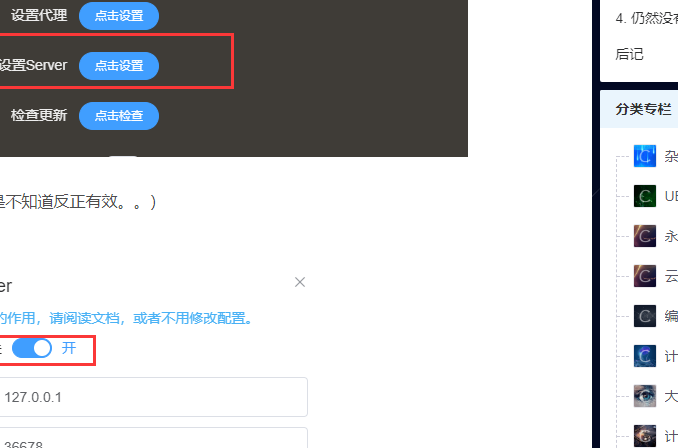 设置代理 点击设置
设置Server 点击设置
检查更新 点击检查
是不知道反正有效。。）
er
的作用，请阅读文档，或者不用修改配置。
开
127.0.0.1
36678
4. 仍然没有
后记
分类专栏
杂
UE
永
云
编
计
大
计